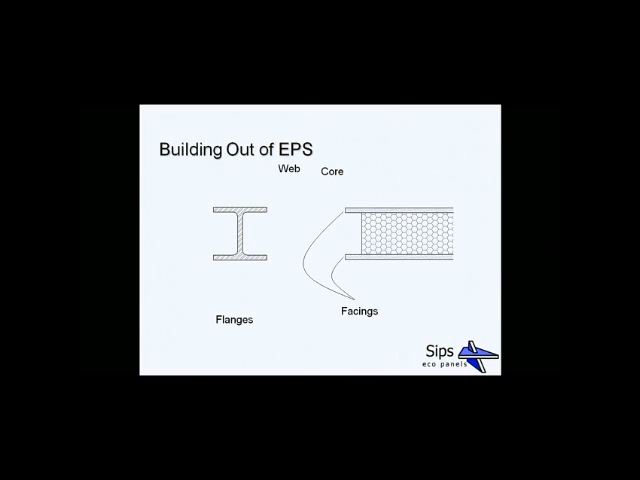 Building Out of EPS
Web
Core
Flanges
Facings
Sips
eco panels